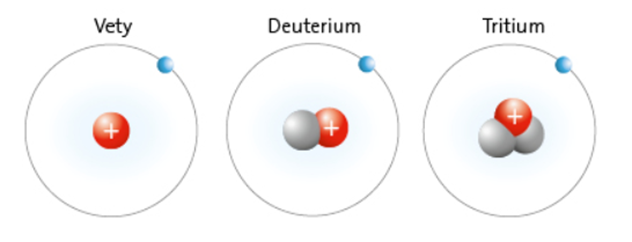 Vety Deuterium Tritium
+ + +